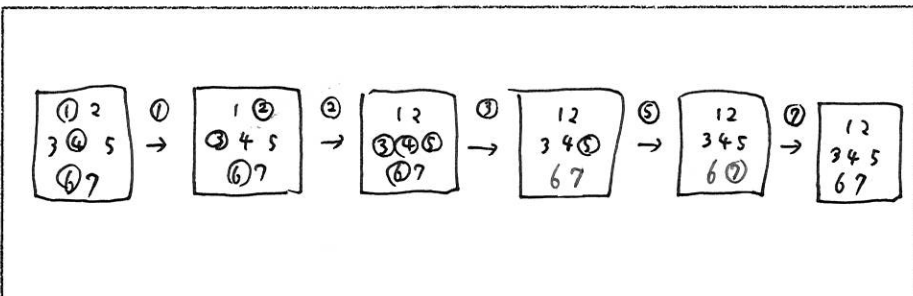 ① 2
3 ④ 5
⑥ 7
① →
1 ②
③ 4 5
⑥ 7
② →
1 2
③ ④ ⑤
⑥ 7
③ →
1 2
3 4 ⑤
6 7
⑤ →
1 2
3 4 5
6 ⑦
⑦ →
1 2
3 4 5
6 7